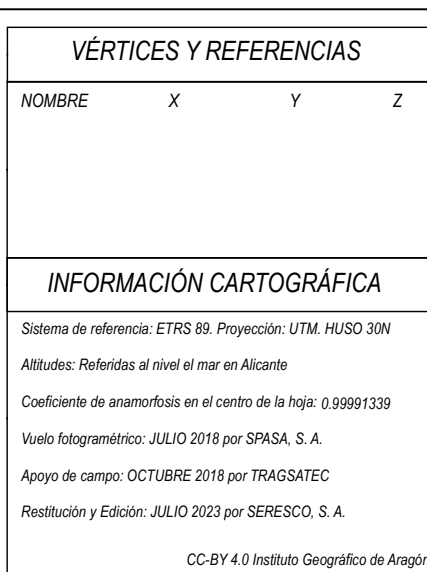 VÉRTICES Y REFERENCIAS
NOMBRE X Y Z
INFORMACIÓN CARTOGRÁFICA
Sistema de referencia: ETRS 89. Proyección: UTM. HUSO 30N
Altitudes: Referidas al nivel el mar en Alicante
Coeficiente de anamorfosis en el centro de la hoja: 0.99991339
Vuelo fotogramétrico: JULIO 2018 por SPASA, S. A.
Apoyo de campo: OCTUBRE 2018 por TRAGSATEC
Restitución y Edición: JULIO 2023 por SERESCO, S. A.
CC-BY 4.0 Instituto Geográfico de Aragón